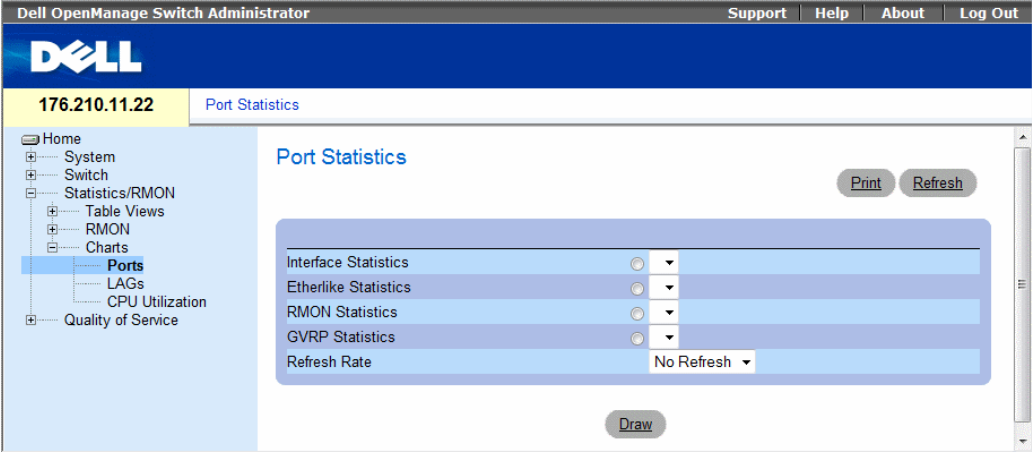 Dell OpenManage Switch Administrator Support Help About Log Out
DELL
176.210.11.22 Port Statistics
Home
System
Switch
Statistics/RMON
Table Views
RMON
Charts
Ports
LAGs
CPU Utilization
Quality of Service
Port Statistics
Print Refresh
Interface Statistics
Etherlike Statistics
RMON Statistics
GVRP Statistics
Refresh Rate No Refresh
Draw